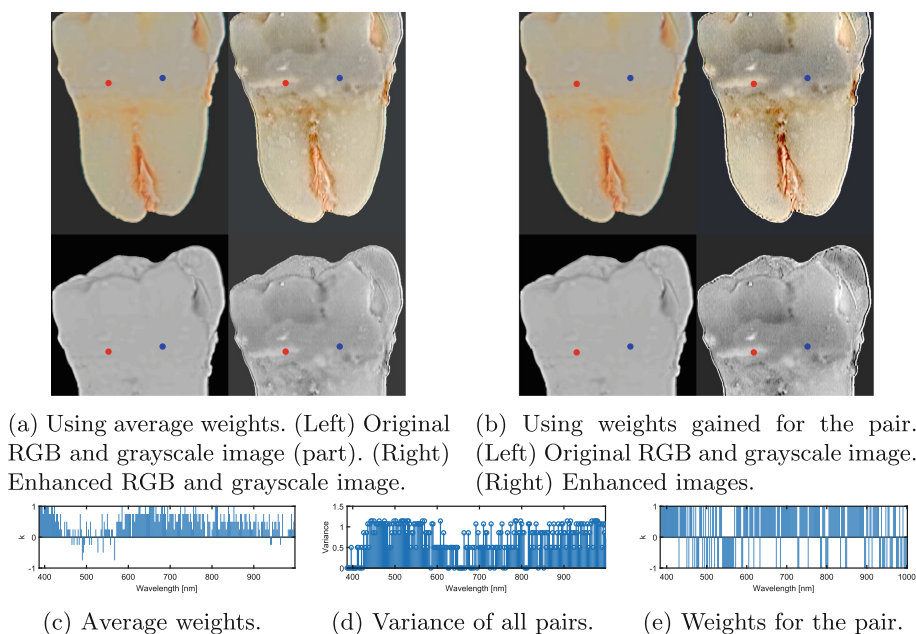 (a) Using average weights. (Left) Original
RGB and grayscale image (part). (Right)
Enhanced RGB and grayscale image.
(b) Using weights gained for the pair.
(Left) Original RGB and grayscale image.
(Right) Enhanced images.
1
0
-1
k
400 500 600 700 800 900
Wavelength [nm]
(c) Average weights.
1.5
1
0.5
0
Variance
400 500 600 700 800 900
Wavelength [nm]
(d) Variance of all pairs.
1
0
-1
k
400 500 600 700 800 900 1000
Wavelength [nm]
(e) Weights for the pair.